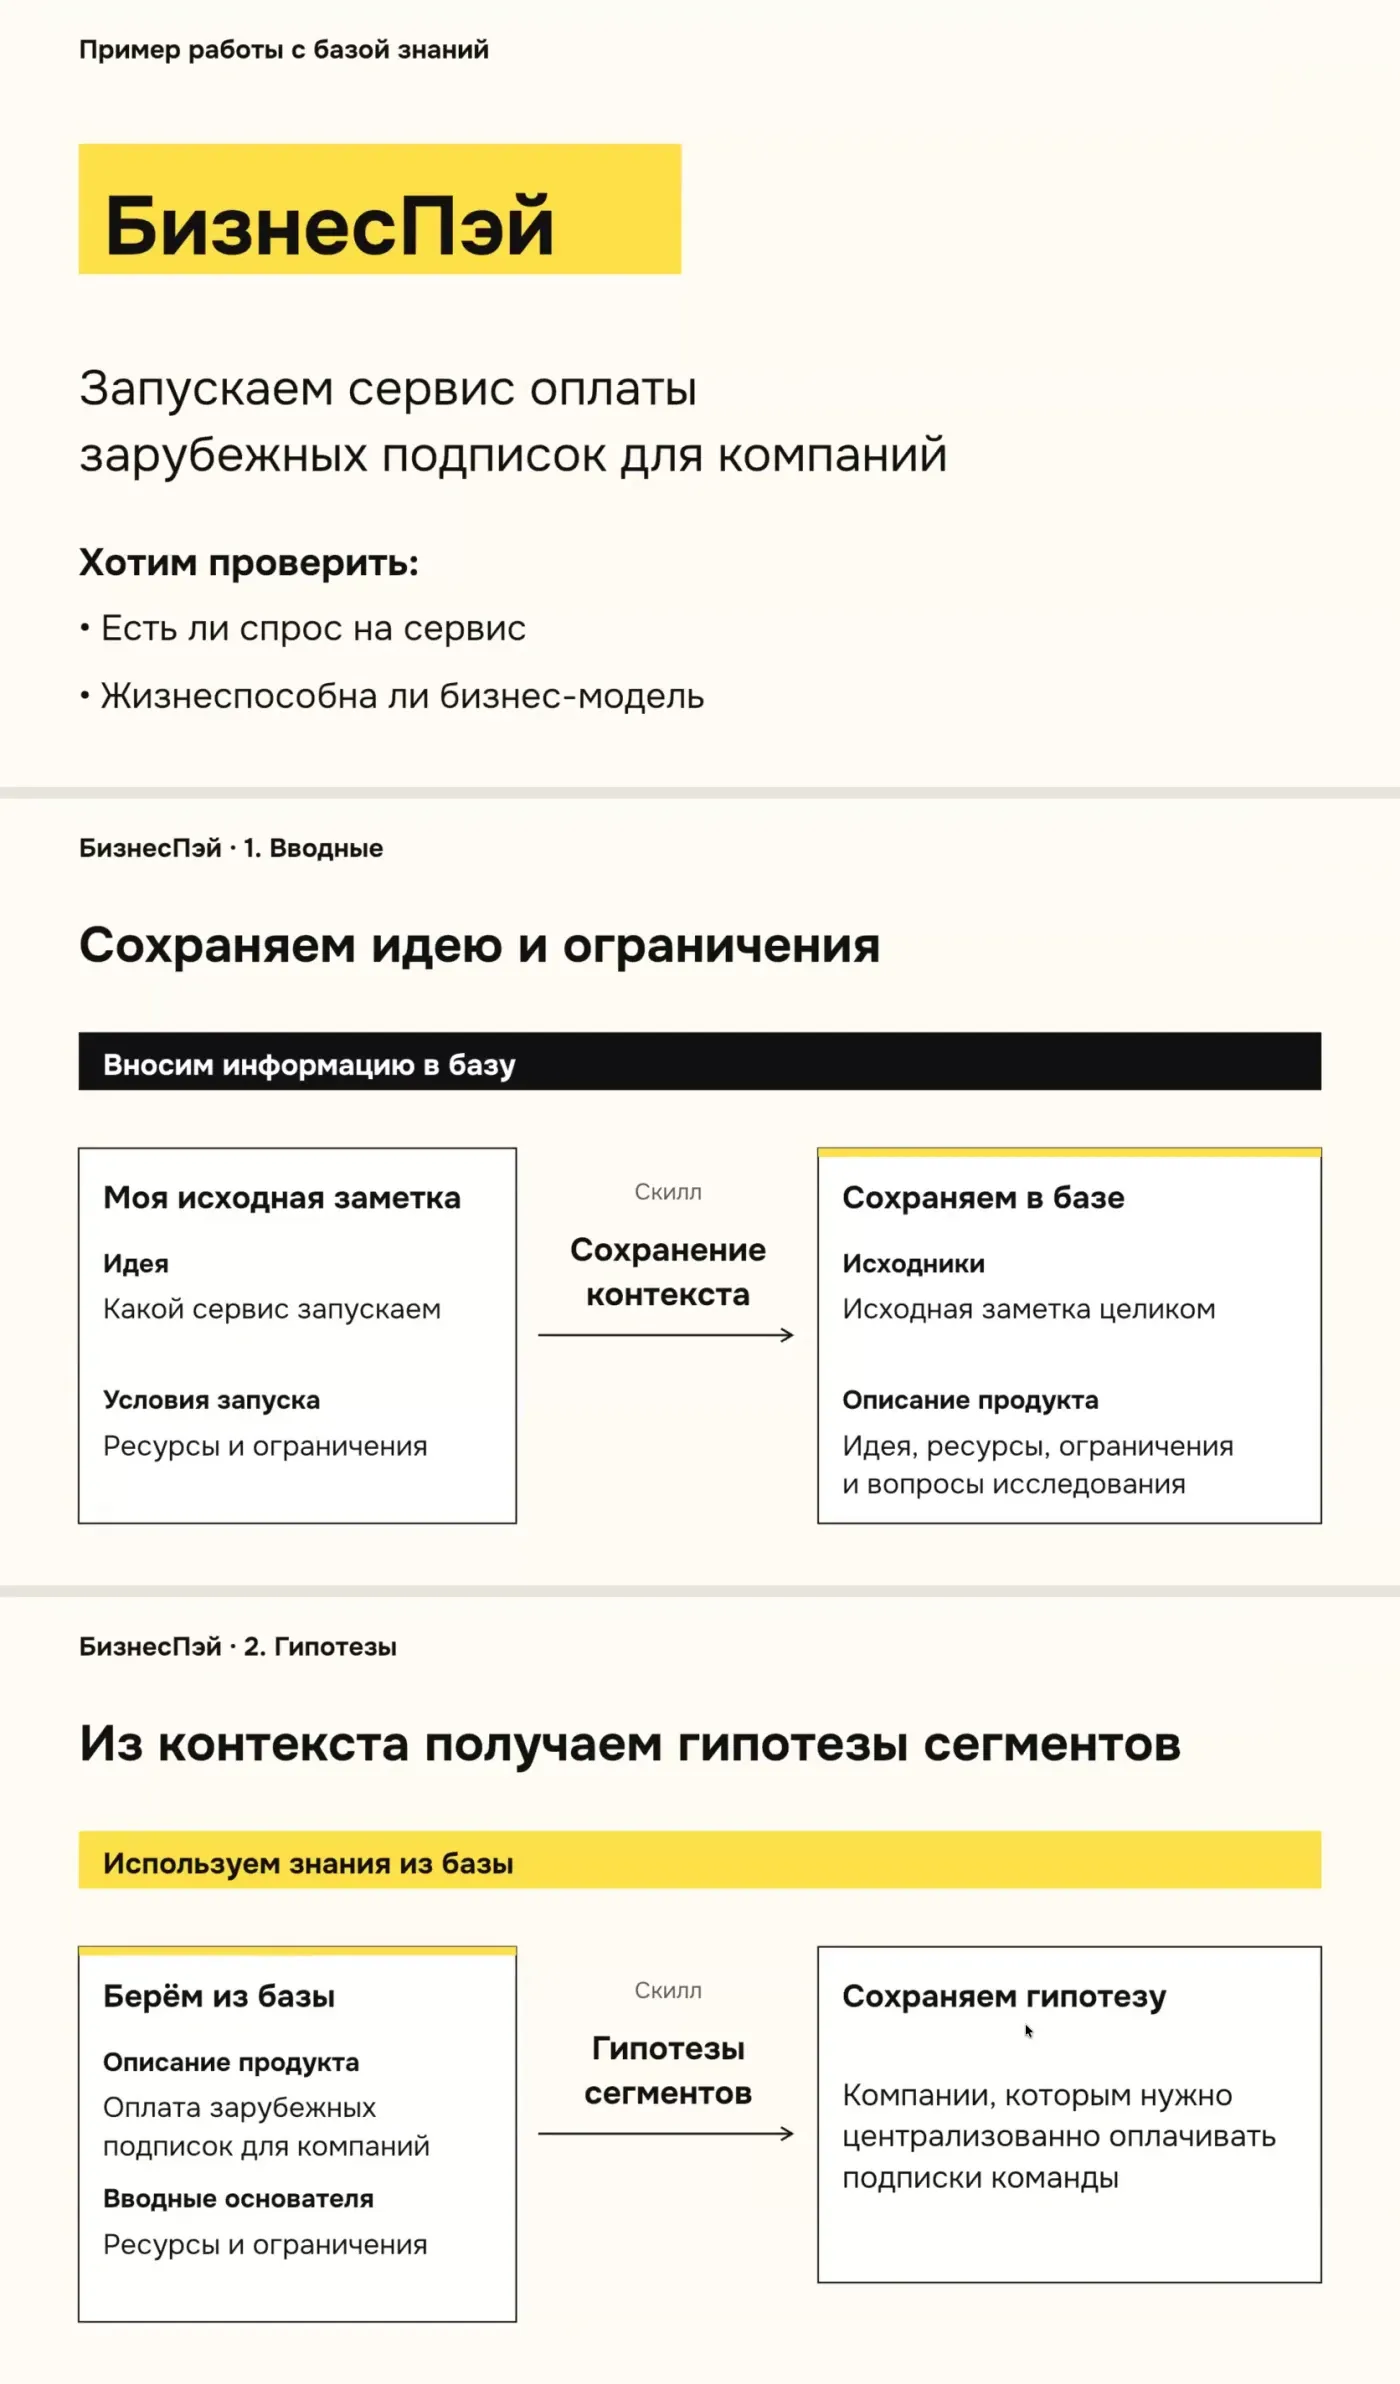 Пример работы с базой знаний
БизнесПэй
Запускаем сервис оплаты
зарубежных подписок для компаний
Хотим проверить:
• Есть ли спрос на сервис
• Жизнеспособна ли бизнес-модель
БизнесПэй · 1. Вводные
Сохраняем идею и ограничения
Вносим информацию в базу
Моя исходная заметка
Идея
Какой сервис запускаем
Условия запуска
Ресурсы и ограничения
Скилл
Сохранение
контекста
Сохраняем в базе
Исходники
Исходная заметка целиком
Описание продукта
Идея, ресурсы, ограничения
и вопросы исследования
БизнесПэй · 2. Гипотезы
Из контекста получаем гипотезы сегментов
Используем знания из базы
Берём из базы
Описание продукта
Оплата зарубежных
подписок для компаний
Вводные основателя
Ресурсы и ограничения
Скилл
Гипотезы
сегментов
Сохраняем гипотезу
Компании, которым нужно
централизованно оплачивать
подписки команды